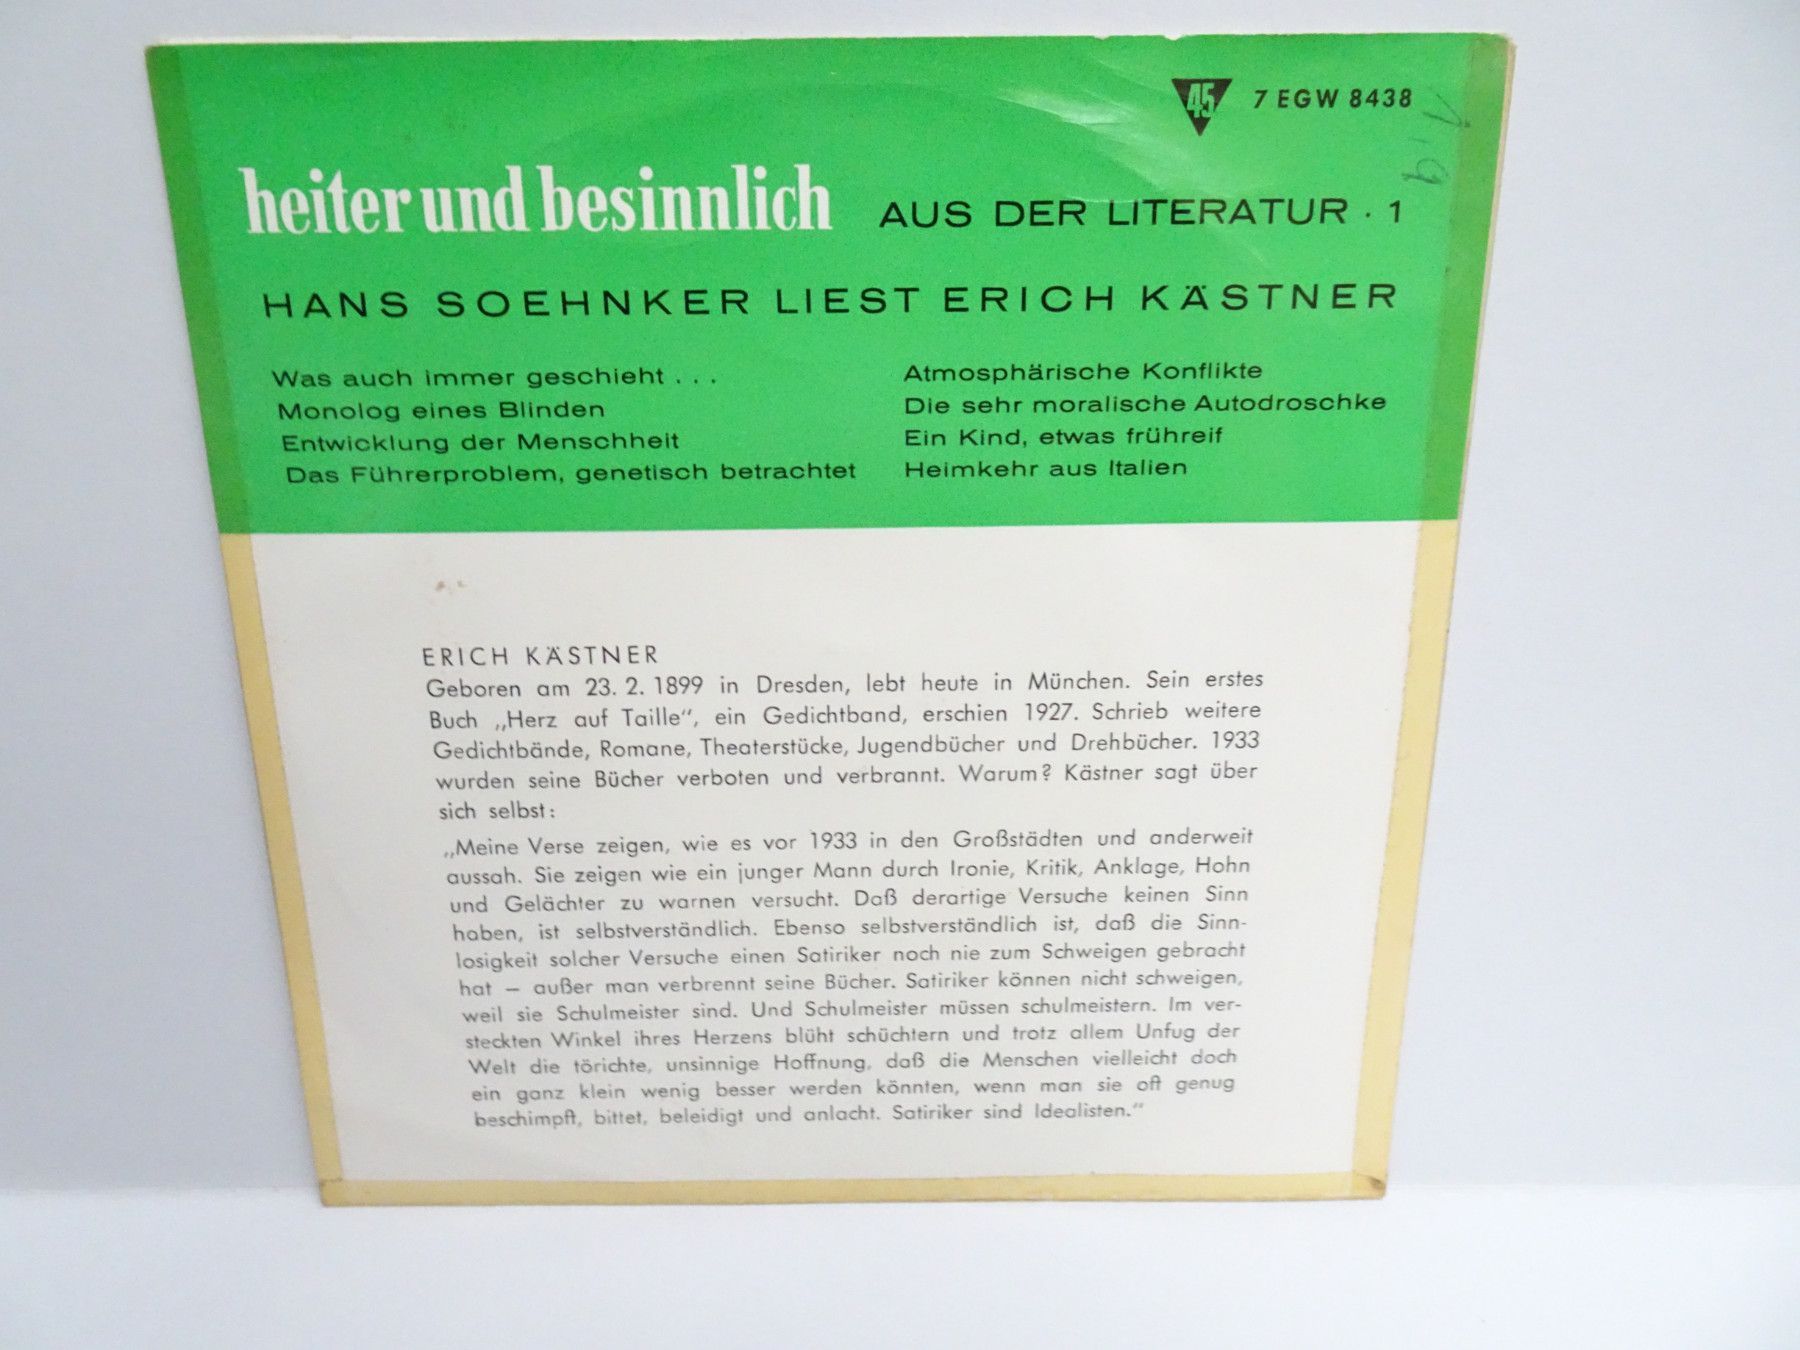 45 7 EGW 8438
heiter und besinnlich AUS DER LITERATUR · 1
HANS SOEHNKER LIEST ERICH KÄSTNER
Was auch immer geschieht . . .
Monolog eines Blinden
Entwicklung der Menschheit
Das Führerproblem, genetisch betrachtet
Atmosphärische Konflikte
Die sehr moralische Autodroschke
Ein Kind, etwas frühreif
Heimkehr aus Italien
ERICH KÄSTNER
Geboren am 23. 2. 1899 in Dresden, lebt heute in München. Sein erstes
Buch „Herz auf Taille“, ein Gedichtband, erschien 1927. Schrieb weitere
Gedichtbände, Romane, Theaterstücke, Jugendbücher und Drehbücher. 1933
wurden seine Bücher verboten und verbrannt. Warum? Kästner sagt über
sich selbst:
„Meine Verse zeigen, wie es vor 1933 in den Großstädten und anderweit
aussah. Sie zeigen wie ein junger Mann durch Ironie, Kritik, Anklage, Hohn
und Gelächter zu warnen versucht. Daß derartige Versuche keinen Sinn
haben, ist selbstverständlich. Ebenso selbstverständlich ist, daß die Sinn-
losigkeit solcher Versuche einen Satiriker noch nie zum Schweigen gebracht
hat — außer man verbrennt seine Bücher. Satiriker können nicht schweigen,
weil sie Schulmeister sind. Und Schulmeister müssen schulmeistern. Im ver-
steckten Winkel ihres Herzens blüht schüchtern und trotz allem Unfug der
Welt die törichte, unsinnige Hoffnung, daß die Menschen vielleicht doch
ein ganz klein wenig besser werden könnten, wenn man sie oft genug
beschimpft, bittet, beleidigt und anlacht. Satiriker sind Idealisten.“